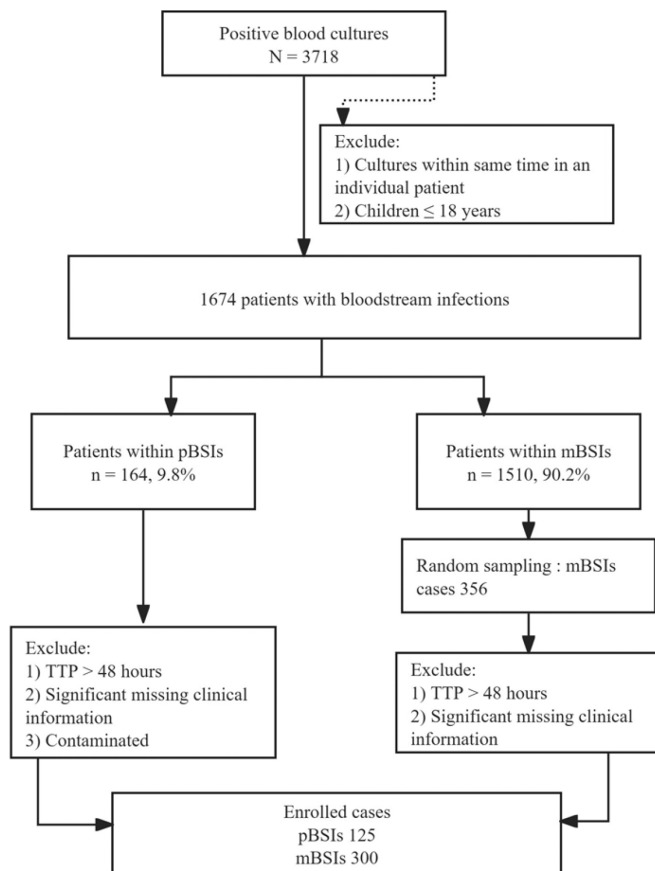 Positive blood cultures
N = 3718
Exclude:
1) Cultures within same time in an
individual patient
2) Children ≤ 18 years
1674 patients with bloodstream infections
Patients within pBSIs
n = 164, 9.8%
Patients within mBSIs
n = 1510, 90.2%
Random sampling : mBSIs
cases 356
Exclude:
1) TTP > 48 hours
2) Significant missing clinical
information
3) Contaminated
Exclude:
1) TTP > 48 hours
2) Significant missing clinical
information
Enrolled cases
pBSIs 125
mBSIs 300